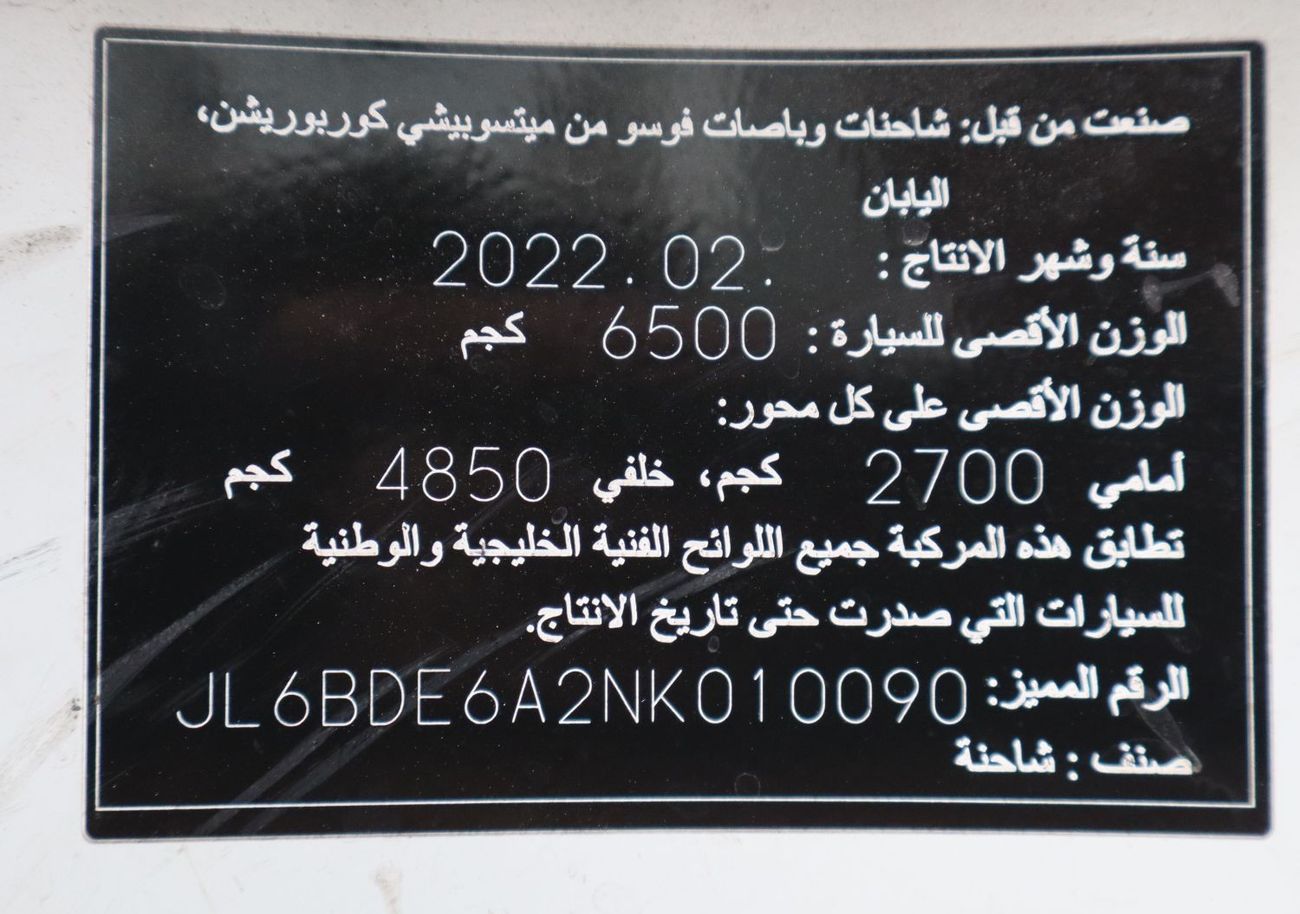 صنعت من قبل: شاحنات وباصات فوسو من ميتسوبيشي كوربوريشن،
اليابان
سنة وشهر الانتاج : 2022.02.
الوزن الأقصى للسيارة : 6500 كجم
الوزن الأقصى على كل محور:
أمامي 2700 كجم، خلفي 4850 كجم
تطابق هذه المركبة جميع اللوائح الفنية الخليجية والوطنية
للسيارات التي صدرت حتى تاريخ الانتاج.
الرقم المميز: JL6BDE6A2NK010090
صنف : شاحنة